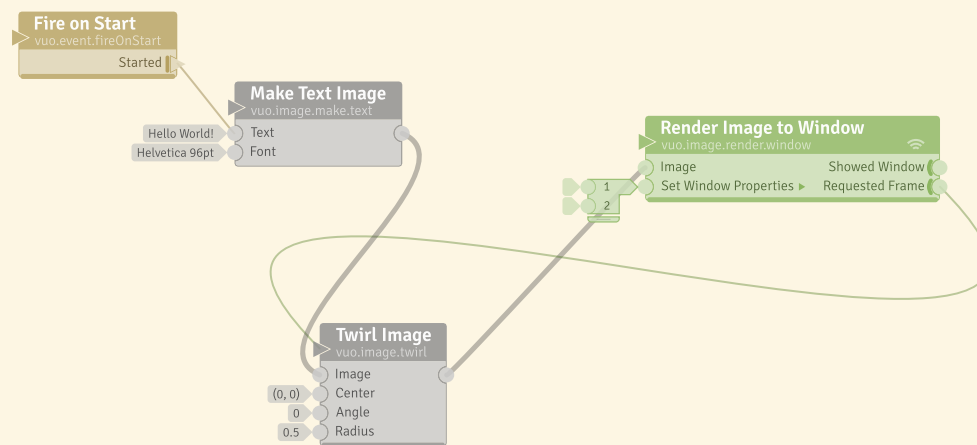 Fire on Start
vuo.event.fireOnStart
Started
Make Text Image
vuo.image.make.text
Hello World! Text
Helvetica 96pt Font
Render Image to Window
vuo.image.render.window
Image Showed Window
1 Set Window Properties ▸ Requested Frame
2
Twirl Image
vuo.image.twirl
Image
(0, 0) Center
0 Angle
0.5 Radius